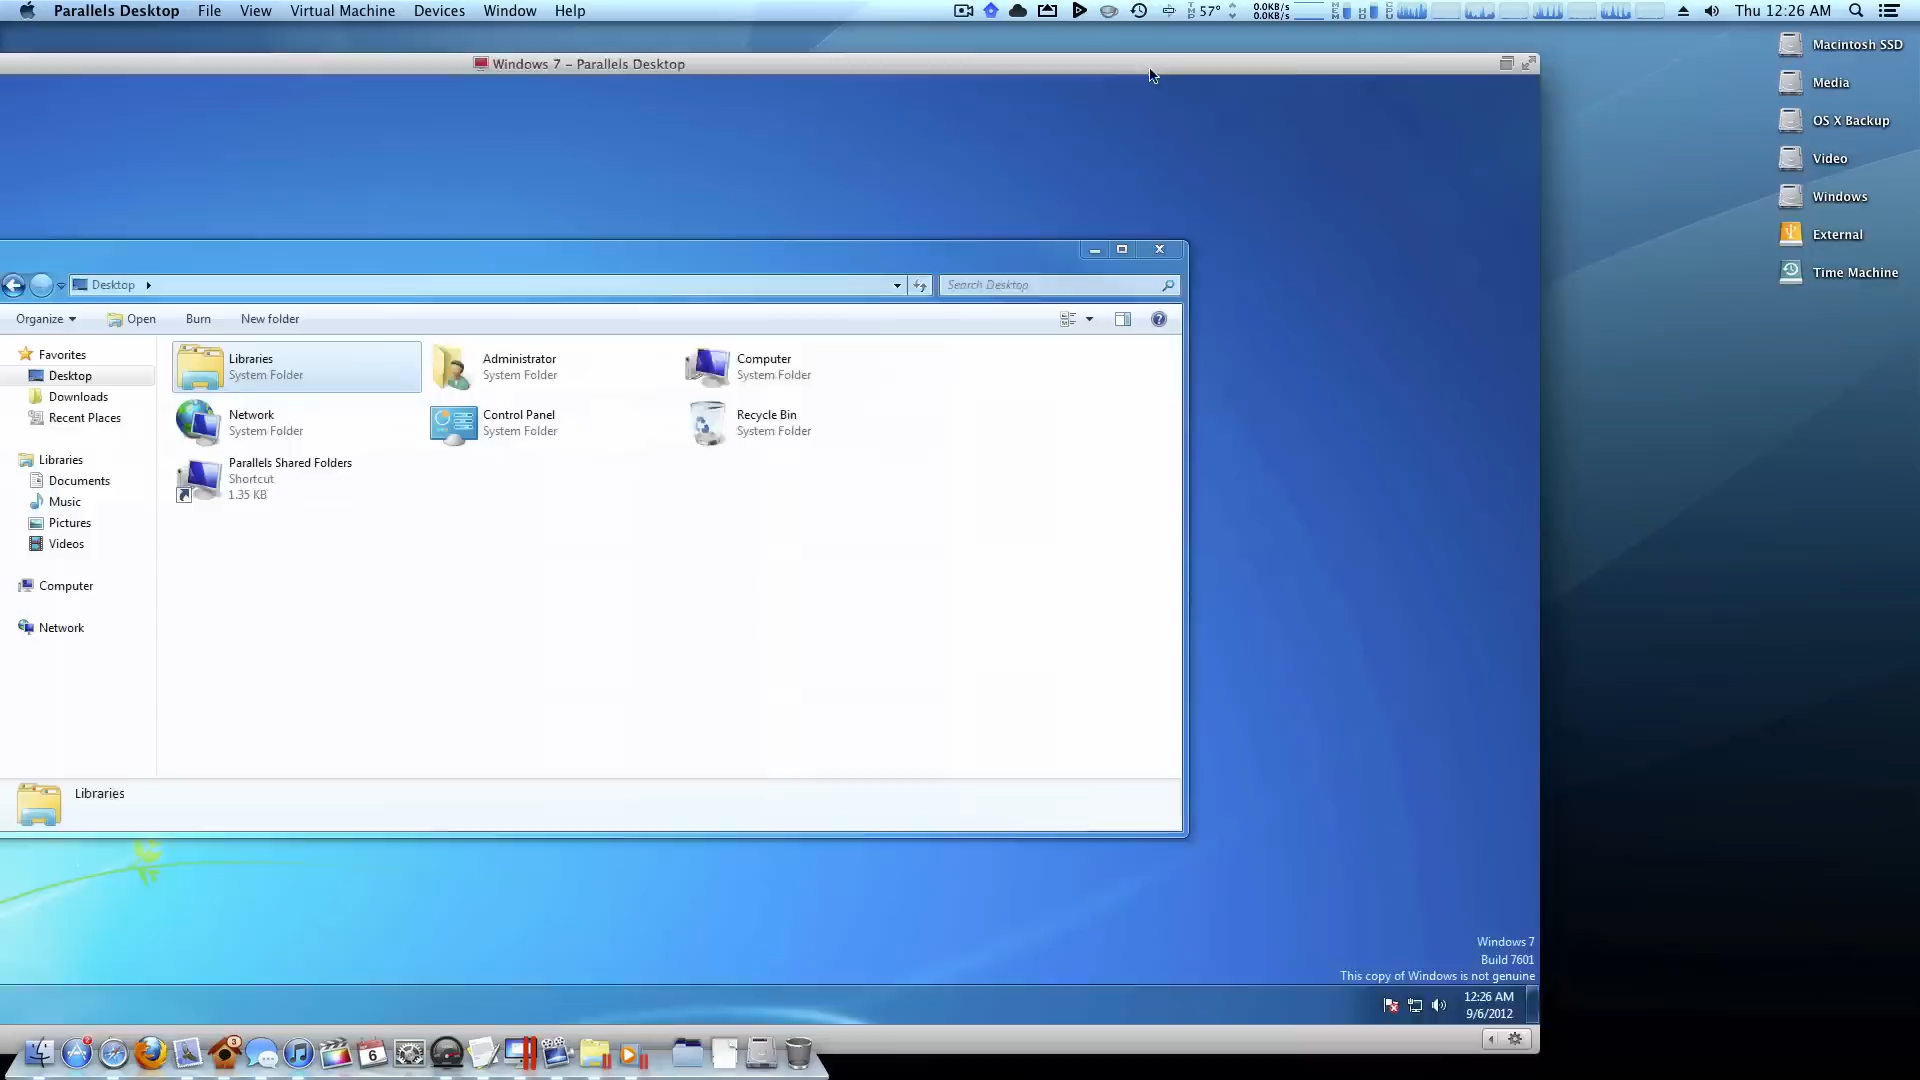 Parallels Desktop File View Virtual Machine Devices Window Help
57° 0.0KB/s Thu 12:26 AM
0.0KB/s
Windows 7 – Parallels Desktop
Macintosh SSD
Media
OS X Backup
Video
Windows
External
Time Machine
Desktop
Search Desktop
Organize Open Burn New folder
Favorites
Desktop
Downloads
Recent Places
Libraries
Documents
Music
Pictures
Videos
Computer
Network
Libraries
System Folder
Administrator
System Folder
Computer
System Folder
Network
System Folder
Control Panel
System Folder
Recycle Bin
System Folder
Parallels Shared Folders
Shortcut
1.35 KB
Libraries
Windows 7
Build 7601
This copy of Windows is not genuine
12:26 AM
9/6/2012
3
6